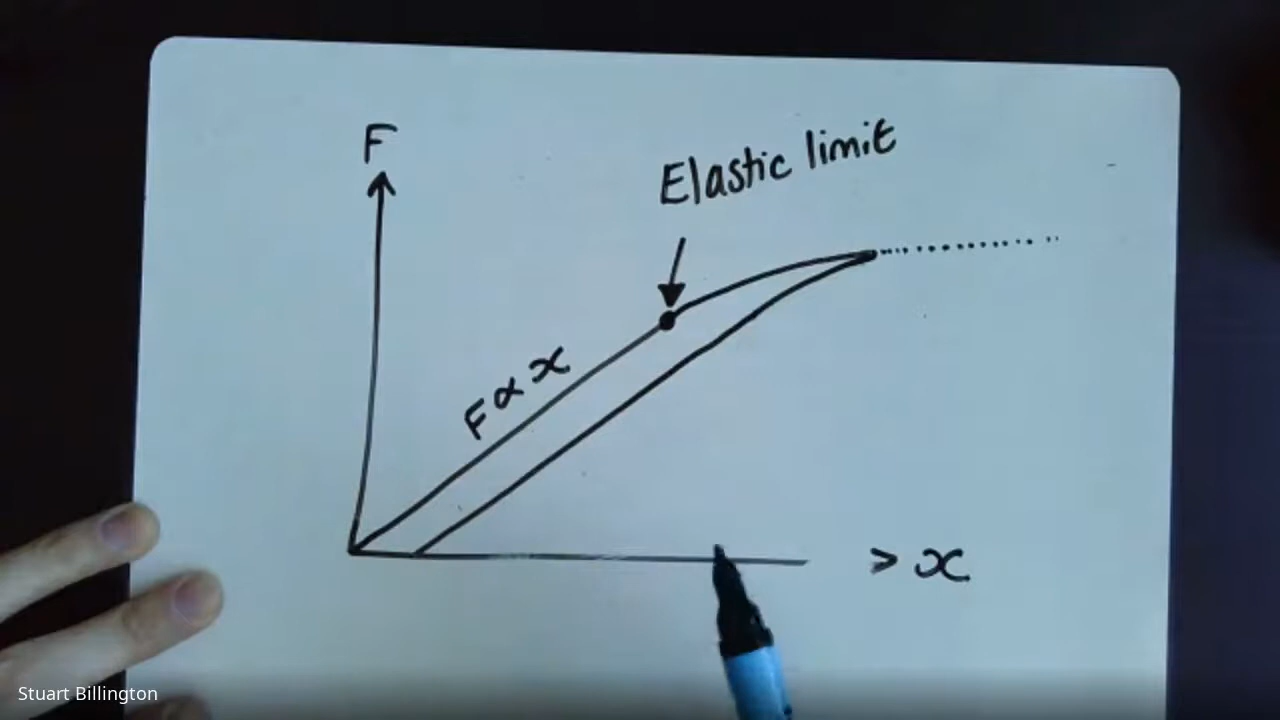 F
Elastic limit
F ∝ x
> x
Stuart Billington